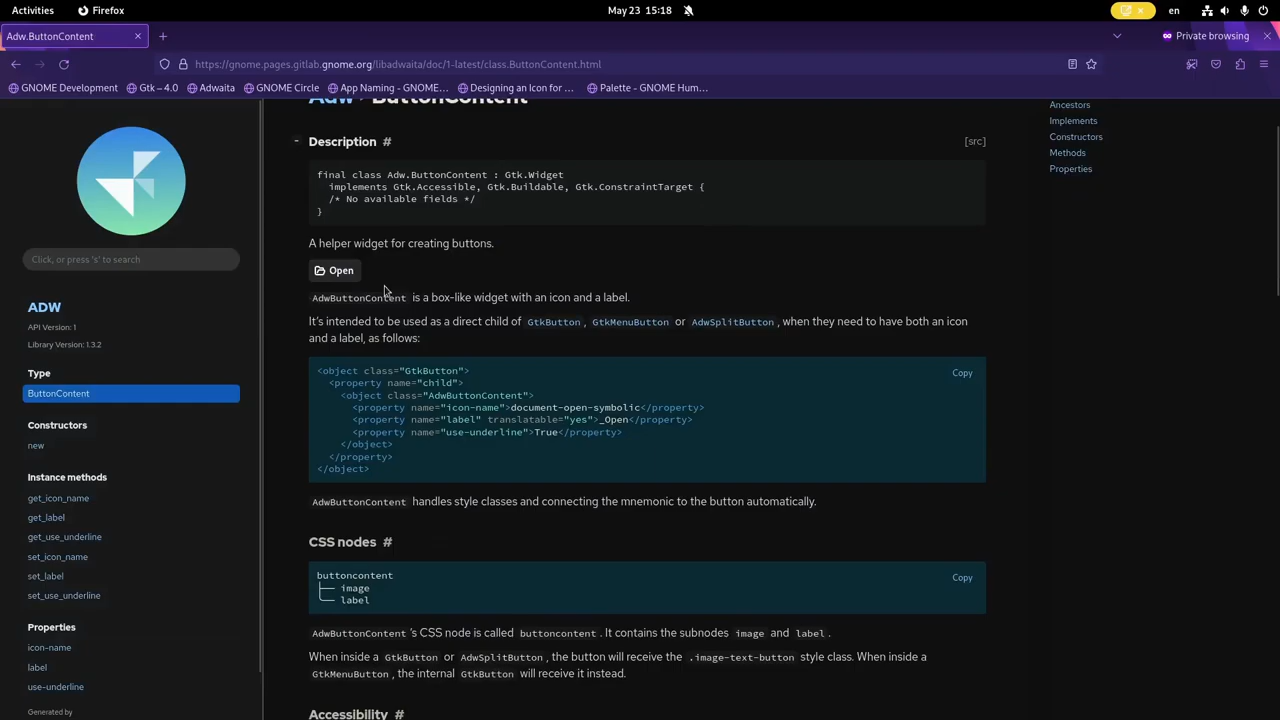 Activities
Firefox
May 23 15:18
en
Adw.ButtonContent
Private browsing
https://gnome.pages.gitlab.gnome.org/libadwaita/doc/1-latest/class.ButtonContent.html
GNOME Development
Gtk – 4.0
Adwaita
GNOME Circle
App Naming - GNOME…
Designing an Icon for …
Palette - GNOME Hum…
Click, or press 's' to search
ADW
API Version: 1
Library Version: 1.3.2
Type
ButtonContent
Constructors
new
Instance methods
get_icon_name
get_label
get_use_underline
set_icon_name
set_label
set_use_underline
Properties
icon-name
label
use-underline
Generated by
Adw ButtonContent
- Description #
[src]
final class Adw.ButtonContent : Gtk.Widget
implements Gtk.Accessible, Gtk.Buildable, Gtk.ConstraintTarget {
/* No available fields */
}
A helper widget for creating buttons.
Open
AdwButtonContent is a box-like widget with an icon and a label.
It's intended to be used as a direct child of GtkButton, GtkMenuButton or AdwSplitButton, when they need to have both an icon
and a label, as follows:
Copy
<object class="GtkButton">
<property name="child">
<object class="AdwButtonContent">
<property name="icon-name">document-open-symbolic</property>
<property name="label" translatable="yes">_Open</property>
<property name="use-underline">True</property>
</object>
</property>
</object>
AdwButtonContent handles style classes and connecting the mnemonic to the button automatically.
CSS nodes #
Copy
buttoncontent
├── image
╰── label
AdwButtonContent 's CSS node is called buttoncontent. It contains the subnodes image and label.
When inside a GtkButton or AdwSplitButton, the button will receive the .image-text-button style class. When inside a
GtkMenuButton, the internal GtkButton will receive it instead.
Accessibility #
Ancestors
Implements
Constructors
Methods
Properties